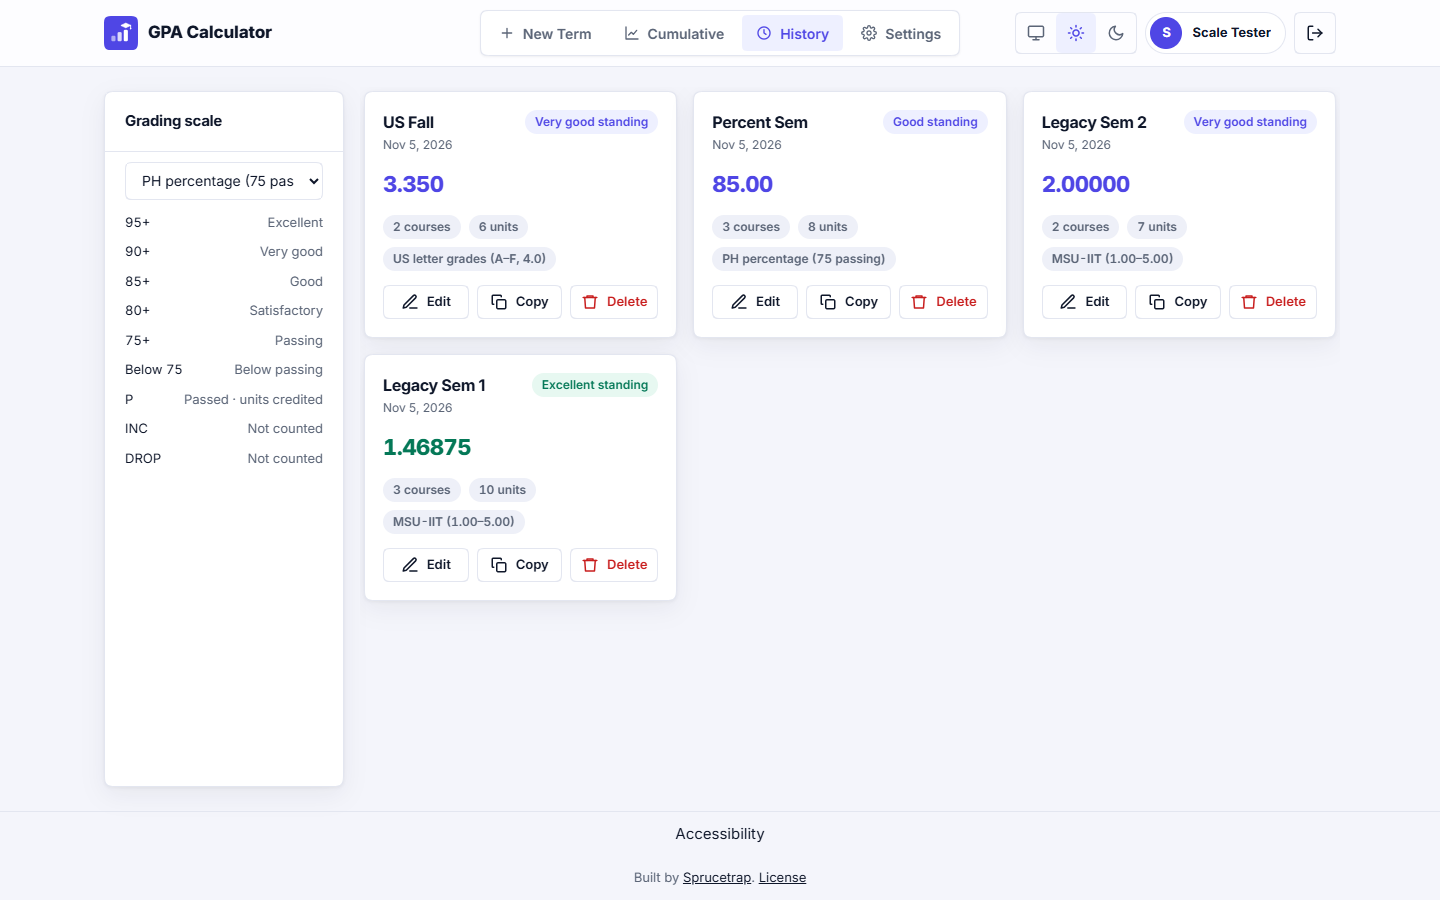 GPA Calculator
New Term
Cumulative
History
Settings
S
Scale Tester
Grading scale
PH percentage (75 pas
95+ Excellent
90+ Very good
85+ Good
80+ Satisfactory
75+ Passing
Below 75 Below passing
P Passed · units credited
INC Not counted
DROP Not counted
US Fall
Very good standing
Nov 5, 2026
3.350
2 courses
6 units
US letter grades (A–F, 4.0)
Edit
Copy
Delete
Percent Sem
Good standing
Nov 5, 2026
85.00
3 courses
8 units
PH percentage (75 passing)
Edit
Copy
Delete
Legacy Sem 2
Very good standing
Nov 5, 2026
2.00000
2 courses
7 units
MSU-IIT (1.00–5.00)
Edit
Copy
Delete
Legacy Sem 1
Excellent standing
Nov 5, 2026
1.46875
3 courses
10 units
MSU-IIT (1.00–5.00)
Edit
Copy
Delete
Accessibility
Built by Sprucetrap. License